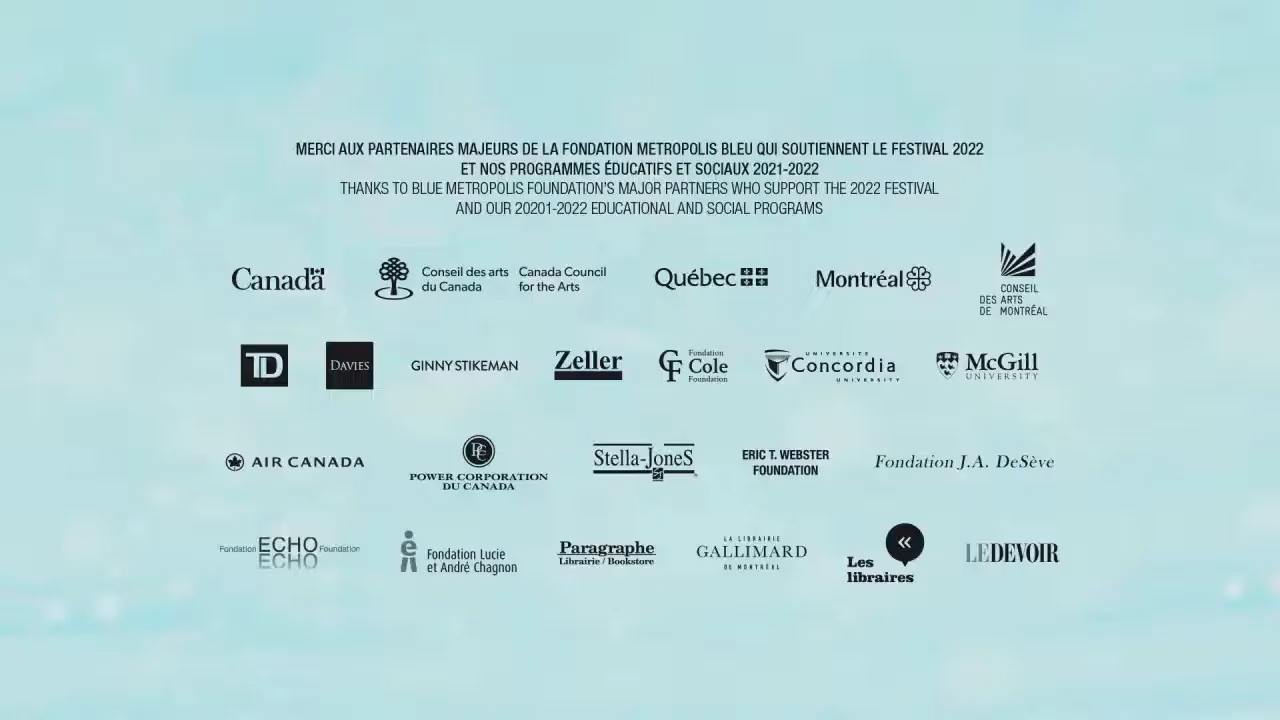 MERCI AUX PARTENAIRES MAJEURS DE LA FONDATION METROPOLIS BLEU QUI SOUTIENNENT LE FESTIVAL 2022
ET NOS PROGRAMMES ÉDUCATIFS ET SOCIAUX 2021-2022
THANKS TO BLUE METROPOLIS FOUNDATION'S MAJOR PARTNERS WHO SUPPORT THE 2022 FESTIVAL
AND OUR 20201-2022 EDUCATIONAL AND SOCIAL PROGRAMS
Canada
Conseil des arts
du Canada
Canada Council
for the Arts
Québec
Montréal
CONSEIL
DES ARTS
DE MONTRÉAL
TD
DAVIES
GINNY STIKEMAN
Zeller
CF
Fondation
Cole
Foundation
UNIVERSITÉ
Concordia
UNIVERSITY
McGill
UNIVERSITY
AIR CANADA
PC
POWER CORPORATION
DU CANADA
Stella-JoneS
SJ
ERIC T. WEBSTER
FOUNDATION
Fondation J.A. DeSève
Fondation ECHO Foundation
ECHO
Fondation Lucie
et André Chagnon
Paragraphe
Librairie / Bookstore
LA LIBRAIRIE
GALLIMARD
DE MONTRÉAL
«
Les
libraires
LE DEVOIR